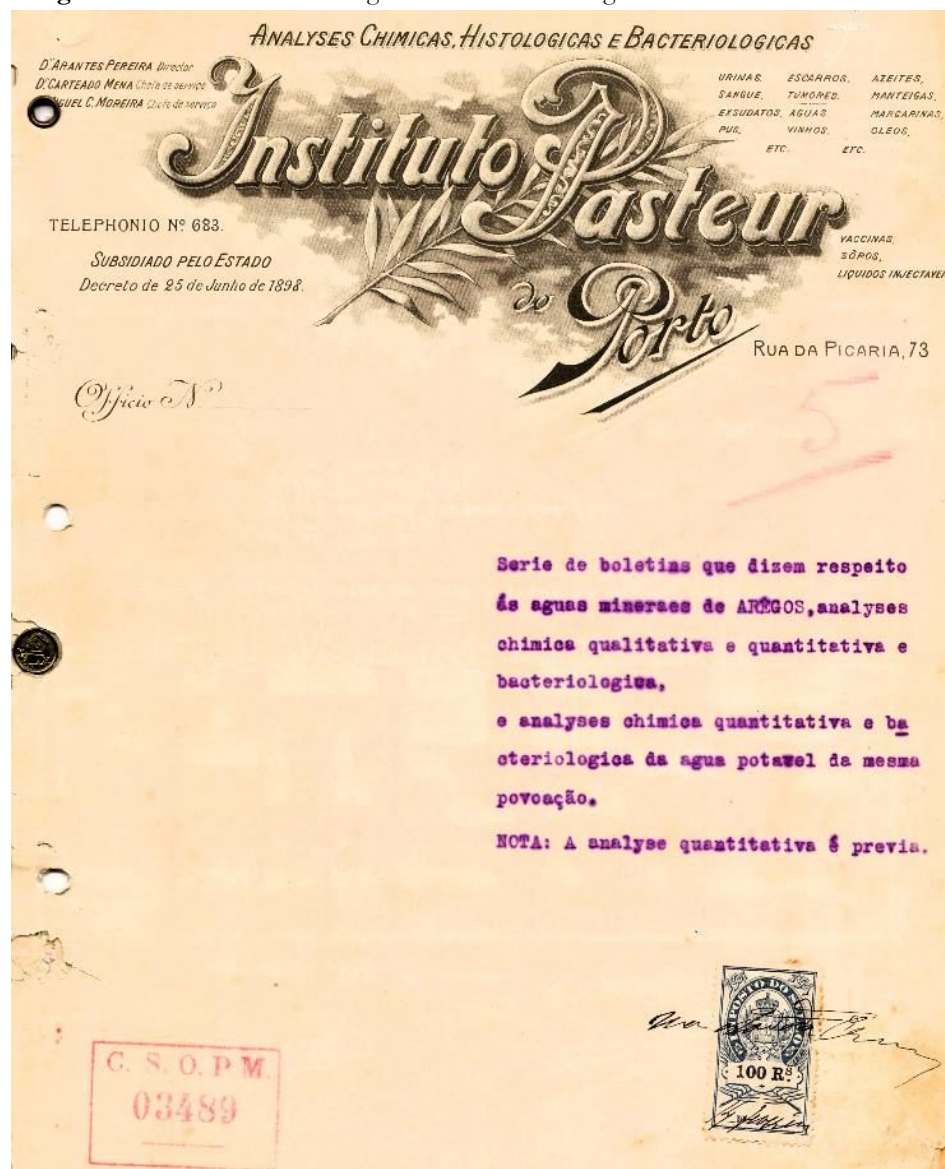 ANALYSES CHIMICAS, HISTOLOGICAS E BACTERIOLOGICAS
Dr. ARANTES PEREIRA Director
Dr. CARTEADO MENA Chefe de serviço
GUEL C. MOREIRA Chefe de serviço
URINAS, ESCARROS, AZEITES,
SANGUE, TUMORES, MANTEIGAS,
EXSUDATOS, AGUAS, MARGARINAS,
PUS, VINHOS, OLEOS,
ETC. ETC.
Instituto Pasteur
do Porto
TELEPHONIO Nº 683.
SUBSIDIADO PELO ESTADO
Decreto de 25 de Junho de 1898.
VACCINAS,
SÔROS,
LIQUIDOS INJECTAVEIS
RUA DA PICARIA, 73
Officio Nº
5
Serie de boletins que dizem respeito
ás aguas mineraes de ARÊGOS,analyses
chimica qualitativa e quantitativa e
bacteriologica,
e analyses chimica quantitativa e ba
cteriologica da agua potavel da mesma
povoação.
NOTA: A analyse quantitativa é previa.
IMPOSTO DO SELLO
100 Rs.
C. S. O. P. M.
03489